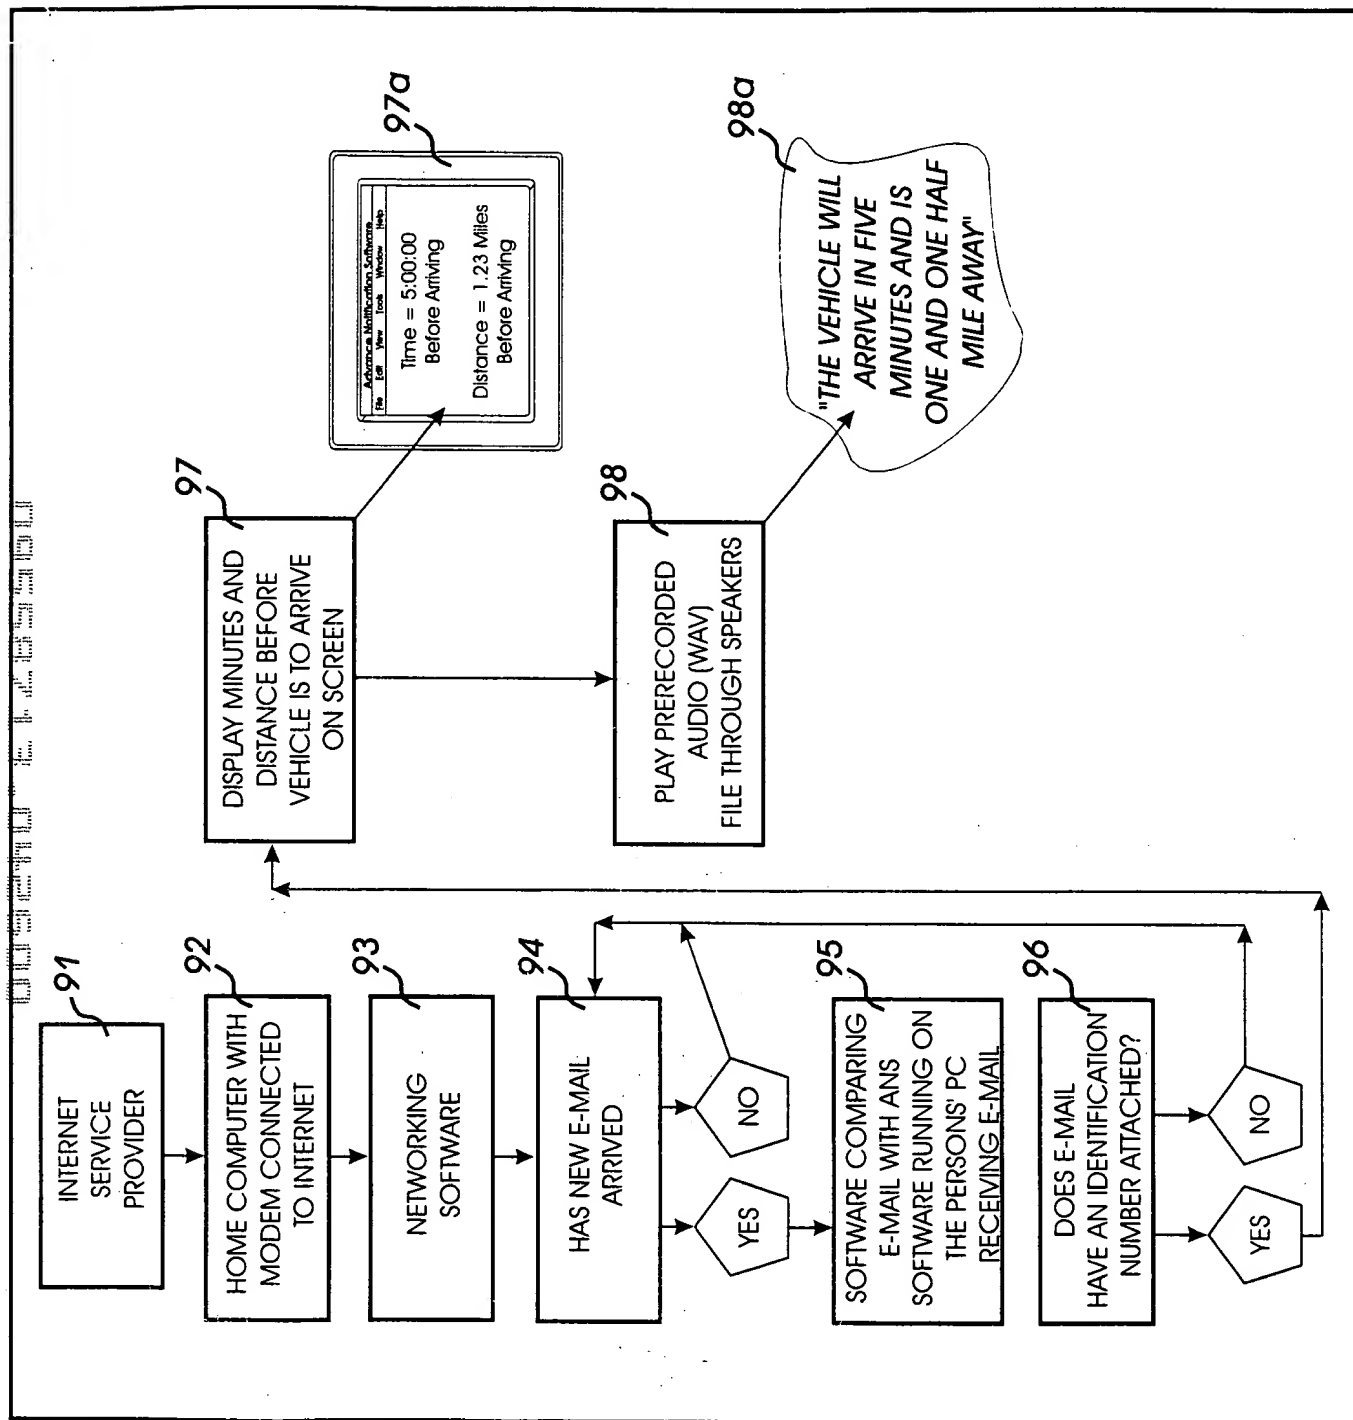 91
INTERNET
SERVICE
PROVIDER
92
HOME COMPUTER WITH
MODEM CONNECTED
TO INTERNET
93
NETWORKING
SOFTWARE
94
HAS NEW E-MAIL
ARRIVED
YES
NO
95
SOFTWARE COMPARING
E-MAIL WITH ANS
SOFTWARE RUNNING ON
THE PERSONS' PC
RECEIVING E-MAIL
96
DOES E-MAIL
HAVE AN IDENTIFICATION
NUMBER ATTACHED?
YES
NO
97
DISPLAY MINUTES AND
DISTANCE BEFORE
VEHICLE IS TO ARRIVE
ON SCREEN
97a
Advance Notification Software
File Edit View Tools Window Help
Time = 5:00:00
Before Arriving
Distance = 1.23 Miles
Before Arriving
98
PLAY PRERECORDED
AUDIO (WAV)
FILE THROUGH SPEAKERS
98a
"THE VEHICLE WILL
ARRIVE IN FIVE
MINUTES AND IS
ONE AND ONE HALF
MILE AWAY"